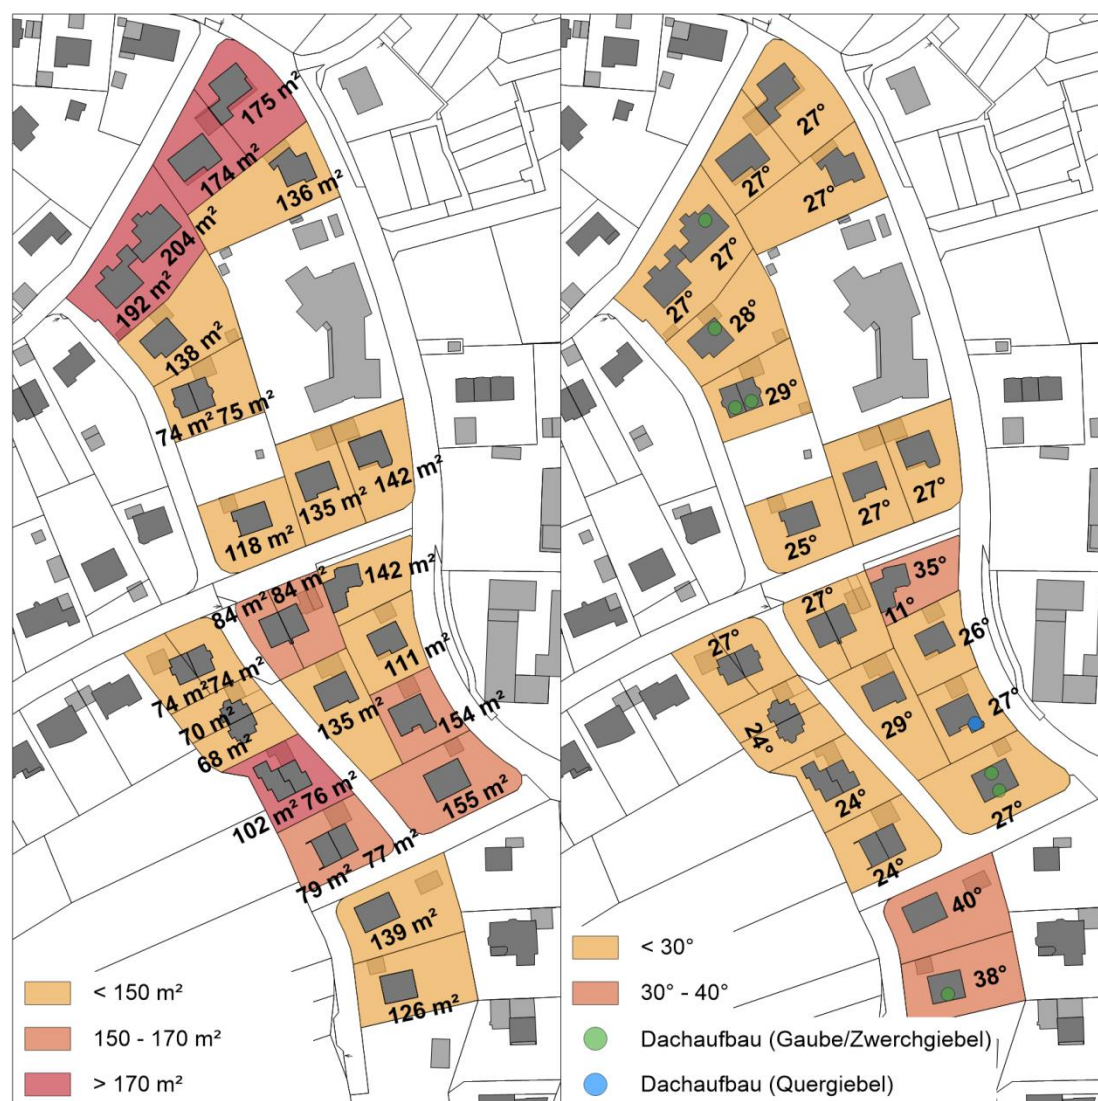 175 m²
174 m²
136 m²
204 m²
192 m²
138 m²
74 m² 75 m²
142 m²
135 m²
118 m²
142 m²
84 m² 84 m²
111 m²
74 m² 74 m²
70 m²
68 m²
135 m²
154 m²
102 m² 76 m²
155 m²
79 m² 77 m²
139 m²
126 m²
< 150 m²
150 - 170 m²
> 170 m²
27°
27°
27°
27°
27°
28°
29°
27°
27°
25°
35°
11°
27°
26°
27°
24°
29°
27°
24°
27°
24°
40°
38°
< 30°
30° - 40°
Dachaufbau (Gaube/Zwerchgiebel)
Dachaufbau (Quergiebel)